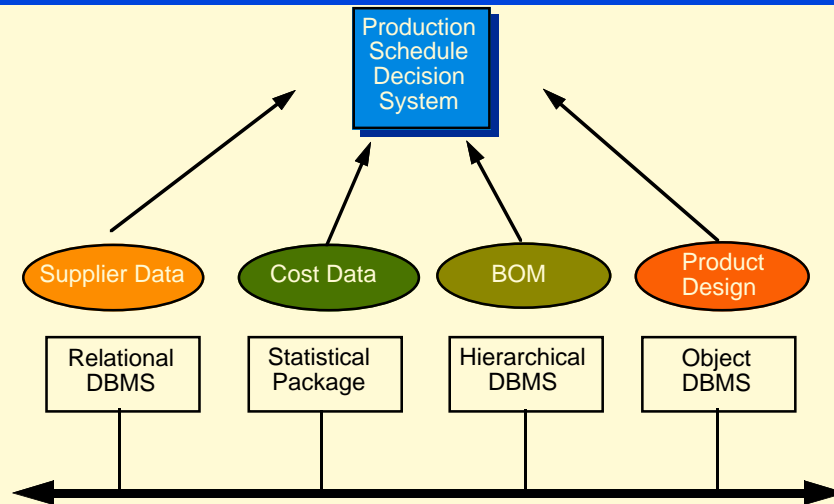 Production
Schedule
Decision
System
Supplier Data
Cost Data
BOM
Product
Design
Relational
DBMS
Statistical
Package
Hierarchical
DBMS
Object
DBMS